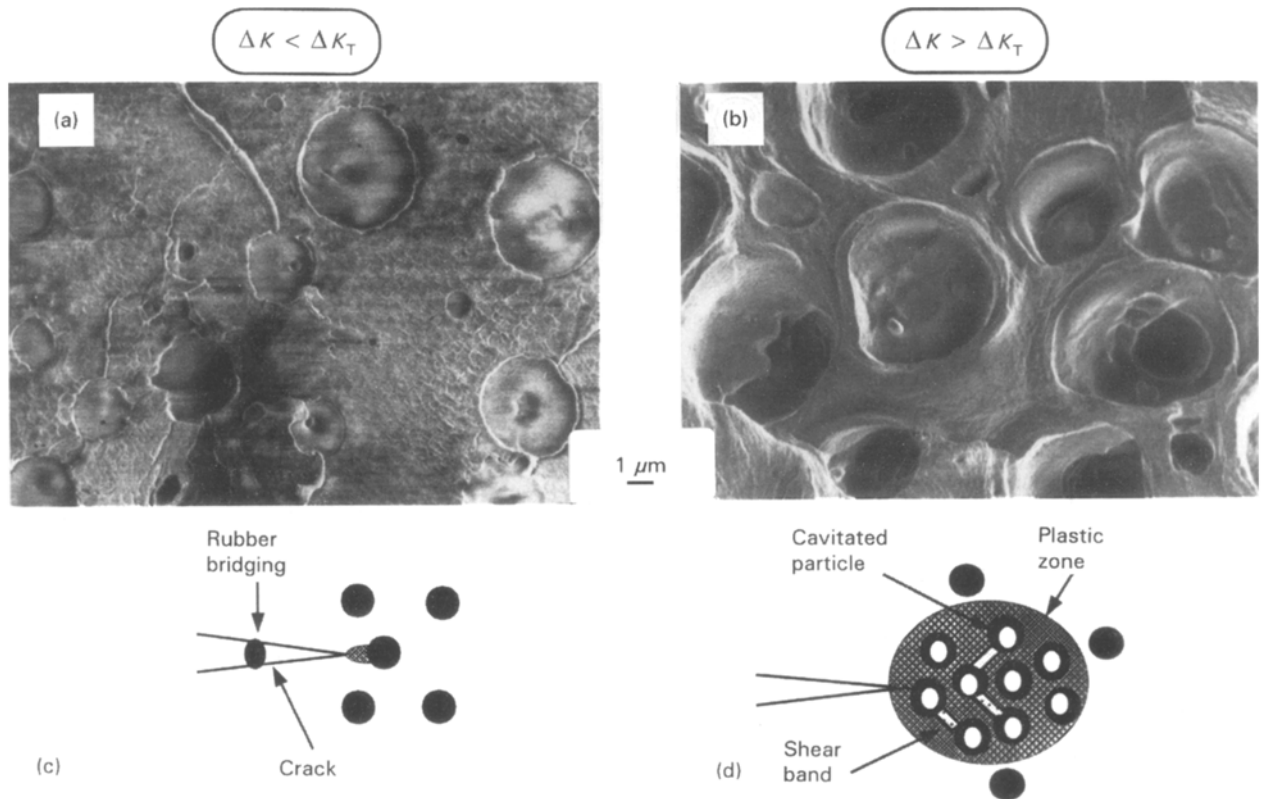 ΔK < ΔK_T
ΔK > ΔK_T
(a)
(b)
1 μm
Rubber
bridging
Crack
(c)
Cavitated
particle
Plastic
zone
Shear
band
(d)